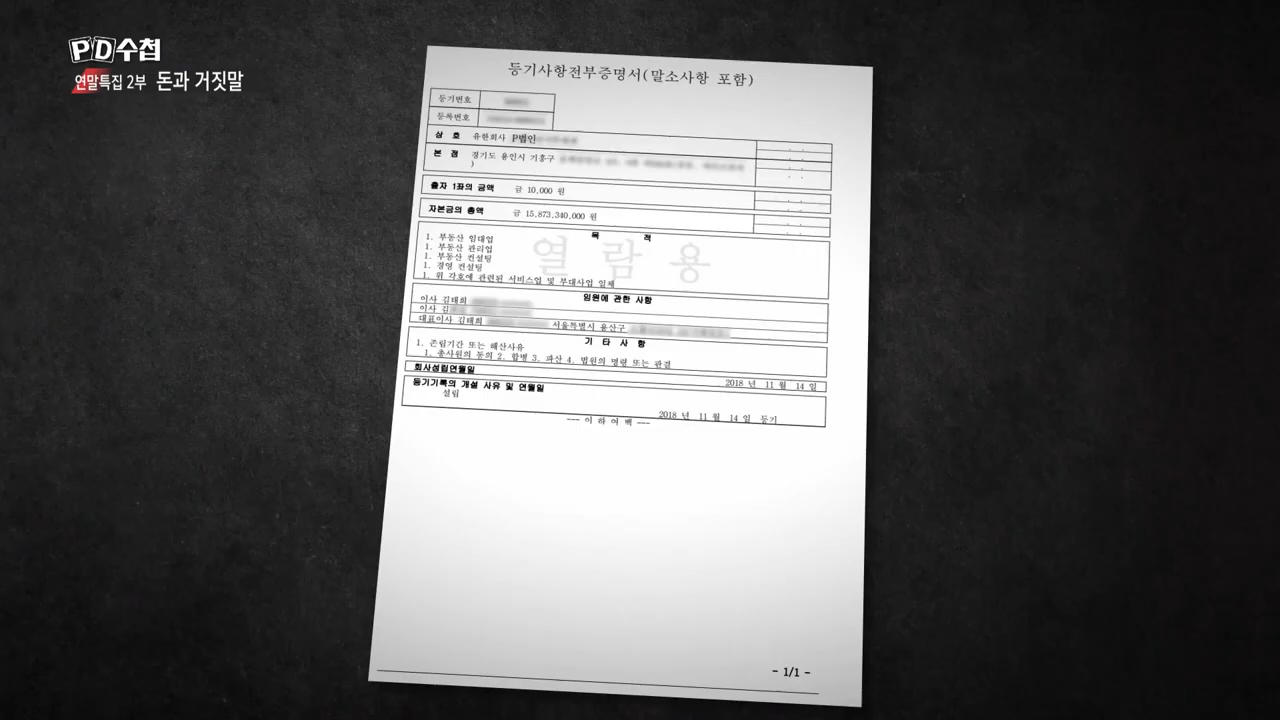 PD수첩
연말특집 2부 돈과 거짓말
등기사항전부증명서(말소사항 포함)
등기번호
등록번호
상 호 유한회사 P법인
본 점 경기도 용인시 기흥구
)
출자 1좌의 금액 금 10,000 원
자본금의 총액 금 15,873,340,000 원
목 적
1. 부동산 임대업
1. 부동산 관리업
1. 부동산 컨설팅
1. 경영 컨설팅
1. 위 각호에 관련된 서비스업 및 부대사업 일체
열람용
임원에 관한 사항
이사 김태희
이사 김
대표이사 김태희 서울특별시 용산구
기 타 사 항
1. 존립기간 또는 해산사유
1. 총사원의 동의 2. 합병 3. 파산 4. 법원의 명령 또는 판결
회사성립연월일 2018 년 11 월 14 일
등기기록의 개설 사유 및 연월일
설립 2018 년 11 월 14 일 등기
--- 이 하 여 백 ---
- 1/1 -